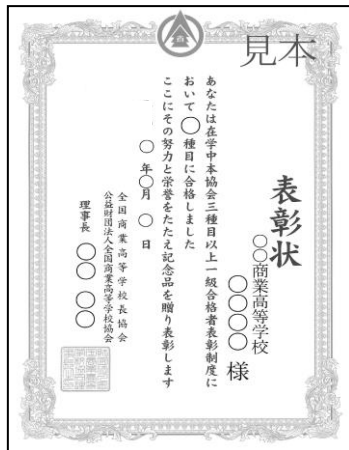 見本
表彰状
○○商業高等学校
○○○○様
あなたは在学中本協会三種目以上一級合格者表彰制度に
おいて○種目に合格しました
ここにその努力と栄誉をたたえ記念品を贈り表彰します
○年○月○日
全国商業高等学校長協会
公益財団法人全国商業高等学校協会
理事長 ○○ ○○